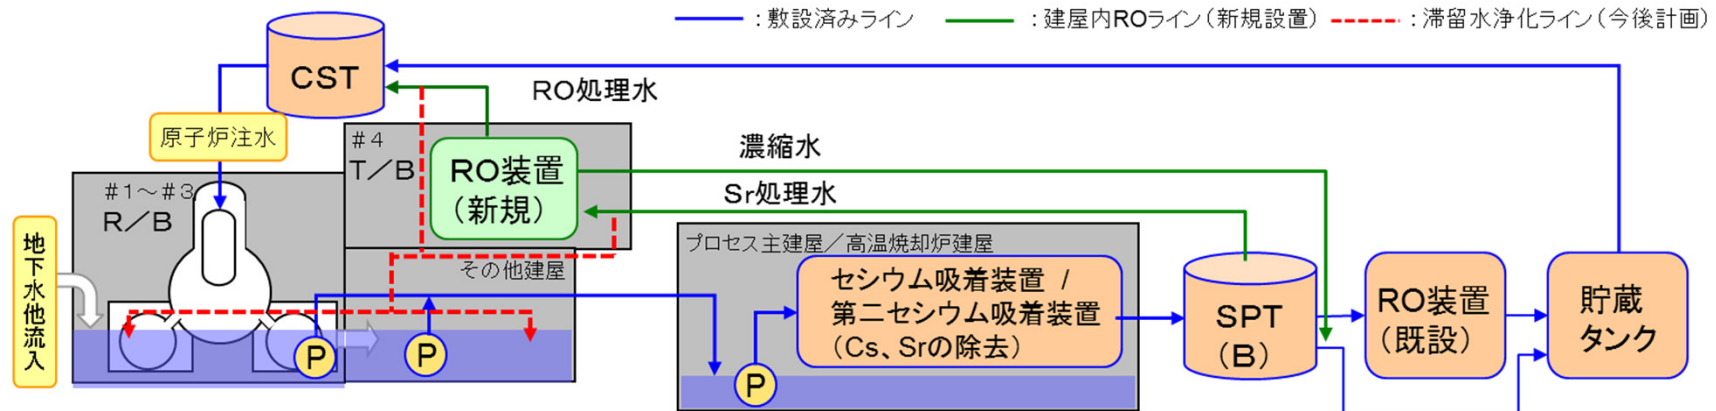 ：敷設済みライン
：建屋内ROライン（新規設置）
：滞留水浄化ライン（今後計画）
CST
RO処理水
原子炉注水
＃4
T／B
RO装置
（新規）
濃縮水
Sr処理水
＃1～＃3
R／B
地下水他流入
その他建屋
プロセス主建屋／高温焼却炉建屋
セシウム吸着装置 /
第二セシウム吸着装置
（Cs、Srの除去）
SPT
（B）
RO装置
（既設）
貯蔵
タンク
P
P
P